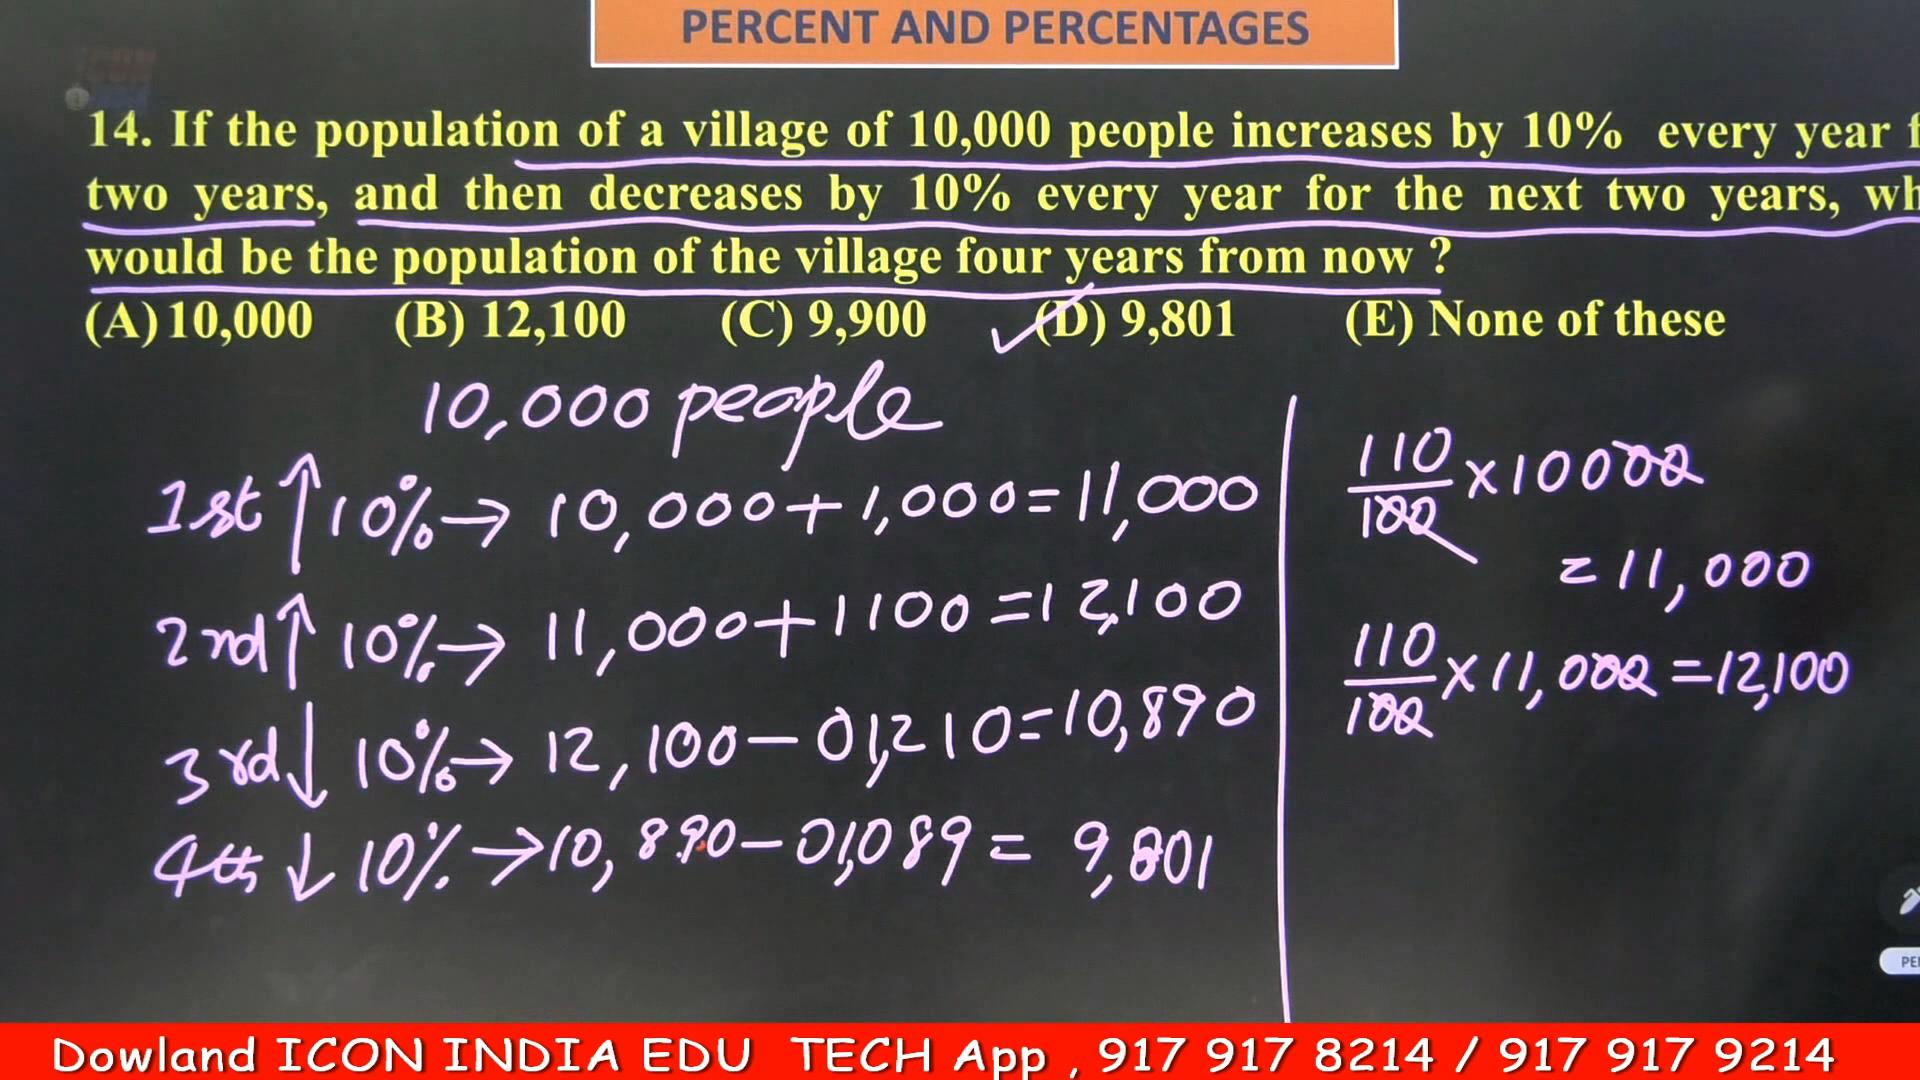 PERCENT AND PERCENTAGES
ICON
14. If the population of a village of 10,000 people increases by 10% every year f
two years, and then decreases by 10% every year for the next two years, wh
would be the population of the village four years from now ?
(A) 10,000 (B) 12,100 (C) 9,900 (D) 9,801 (E) None of these
10,000 people
1st ↑ 10% → 10,000 + 1,000 = 11,000
2nd ↑ 10% → 11,000 + 1100 = 12,100
3rd ↓ 10% → 12,100 - 01,210 = 10,890
4th ↓ 10% → 10,890 - 01,089 = 9,801
110/100 × 10000
= 11,000
110/100 × 11,000 = 12,100
PE
Dowland ICON INDIA EDU TECH App , 917 917 8214 / 917 917 9214